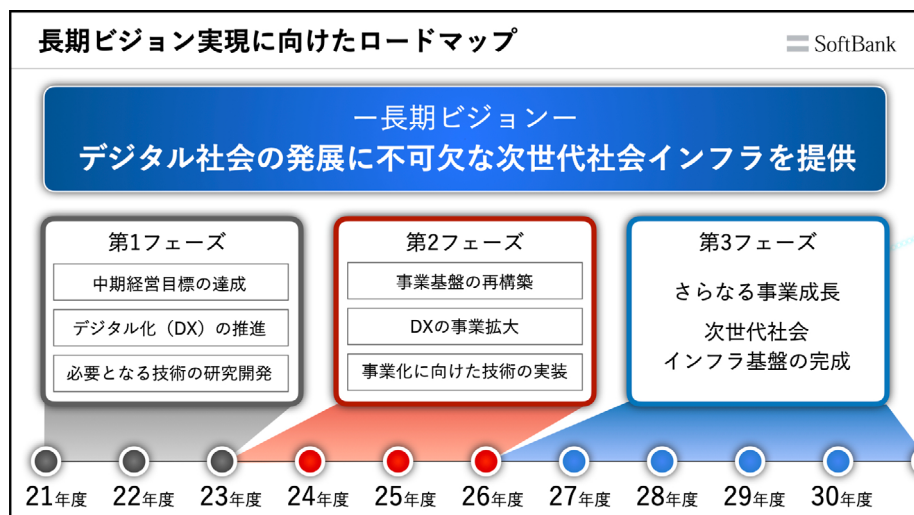 長期ビジョン実現に向けたロードマップ
SoftBank
ー長期ビジョンー
デジタル社会の発展に不可欠な次世代社会インフラを提供
第1フェーズ
中期経営目標の達成
デジタル化（DX）の推進
必要となる技術の研究開発
第2フェーズ
事業基盤の再構築
DXの事業拡大
事業化に向けた技術の実装
第3フェーズ
さらなる事業成長
次世代社会
インフラ基盤の完成
21年度 22年度 23年度 24年度 25年度 26年度 27年度 28年度 29年度 30年度